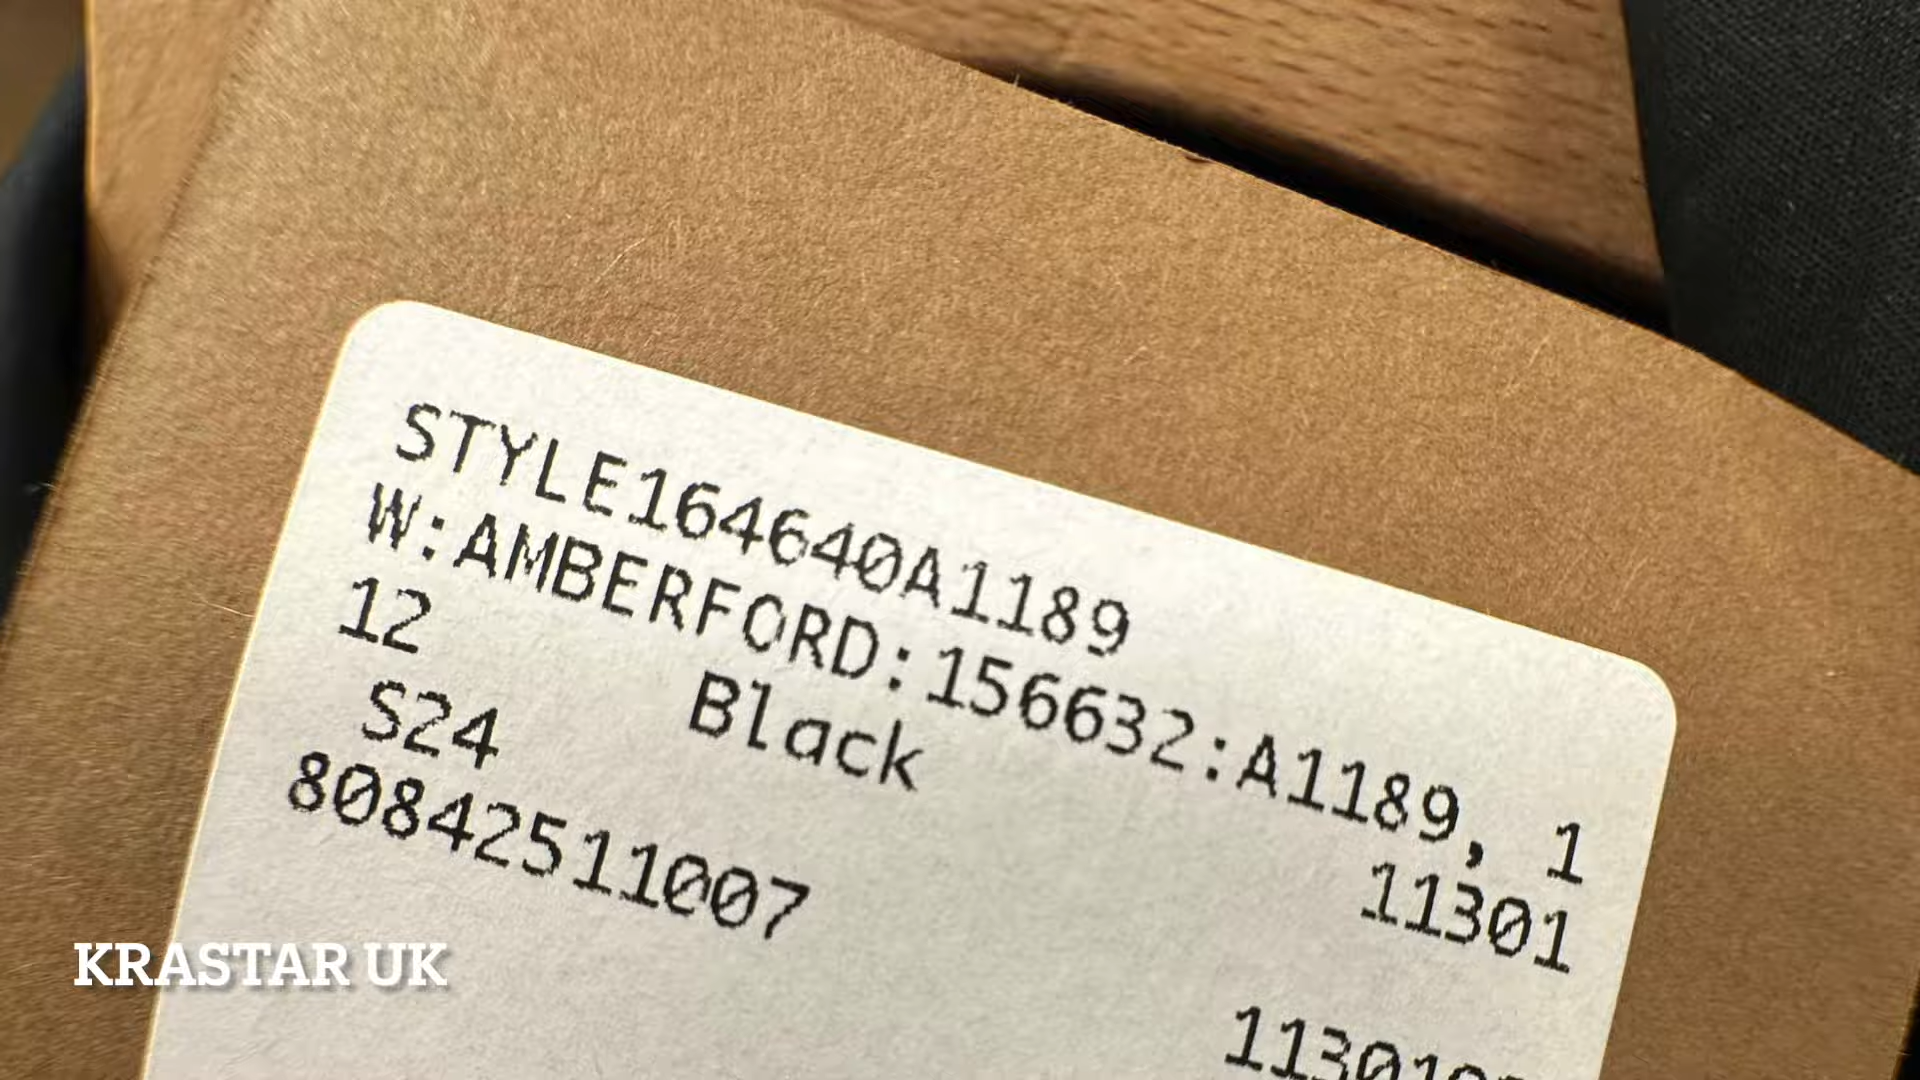 STYLE164640A1189
W:AMBERFORD:156632:A1189, 1
12 Black 11301
S24
80842511007
KRASTAR UK